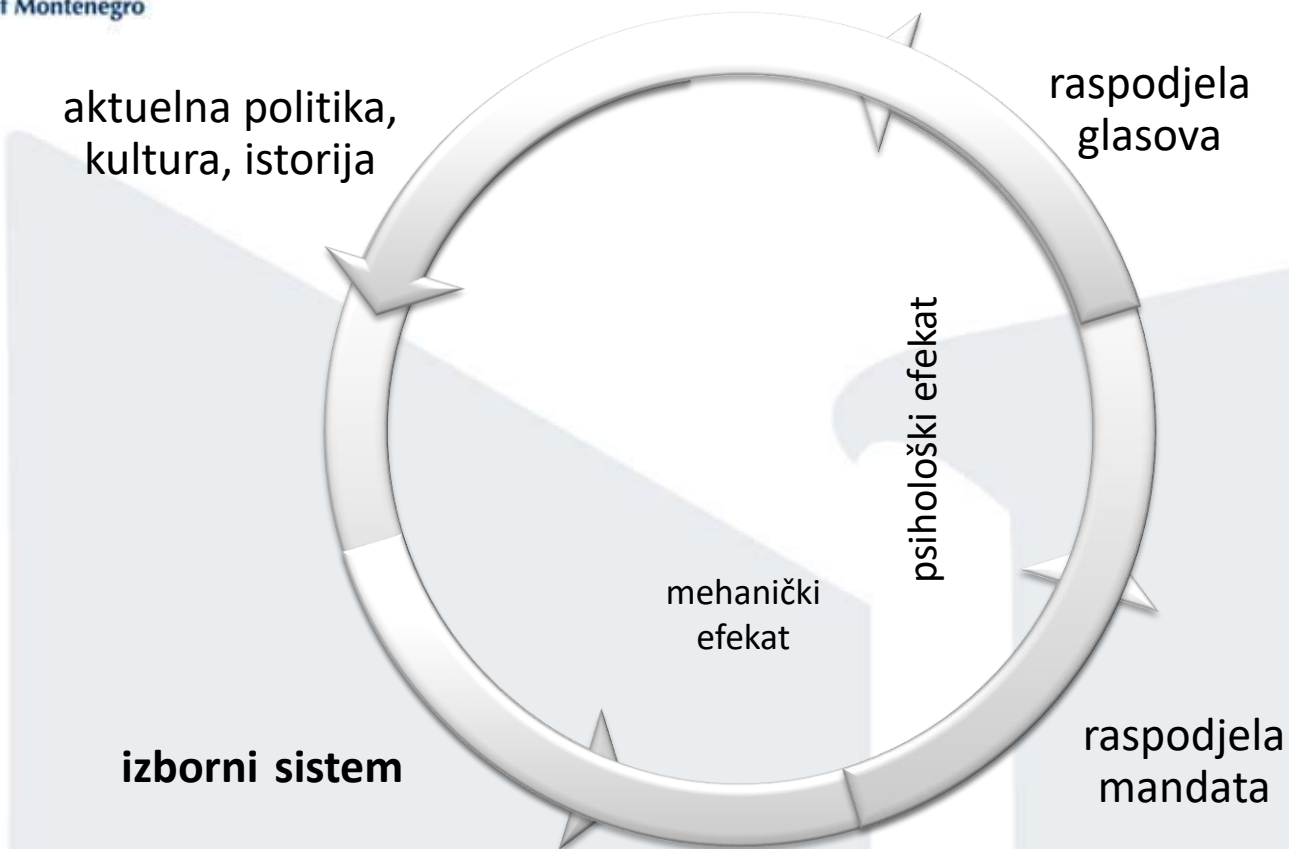 f Montenegro
aktuelna politika,
kultura, istorija
raspodjela
glasova
psihološki efekat
mehanički
efekat
izborni sistem
raspodjela
mandata